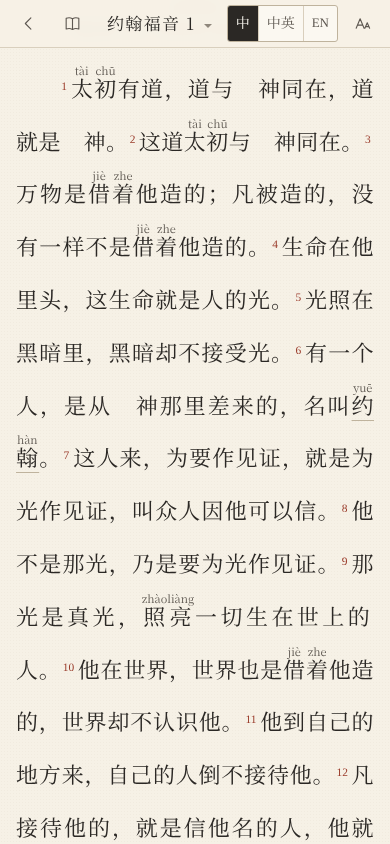 约翰福音 1 中 中英 EN AA
tài chū
1 太初有道，道与　神同在，道
tài chū
就是　神。2 这道太初与　神同在。3
jiè zhe
万物是借着他造的；凡被造的，没
jiè zhe
有一样不是借着他造的。4 生命在他
里头，这生命就是人的光。5 光照在
黑暗里，黑暗却不接受光。6 有一个
yuē
人，是从　神那里差来的，名叫约
hàn
翰。7 这人来，为要作见证，就是为
光作见证，叫众人因他可以信。8 他
不是那光，乃是要为光作见证。9 那
zhàoliàng
光是真光，照亮一切生在世上的
jiè zhe
人。10 他在世界，世界也是借着他造
的，世界却不认识他。11 他到自己的
地方来，自己的人倒不接待他。12 凡
接待他的，就是信他名的人，他就